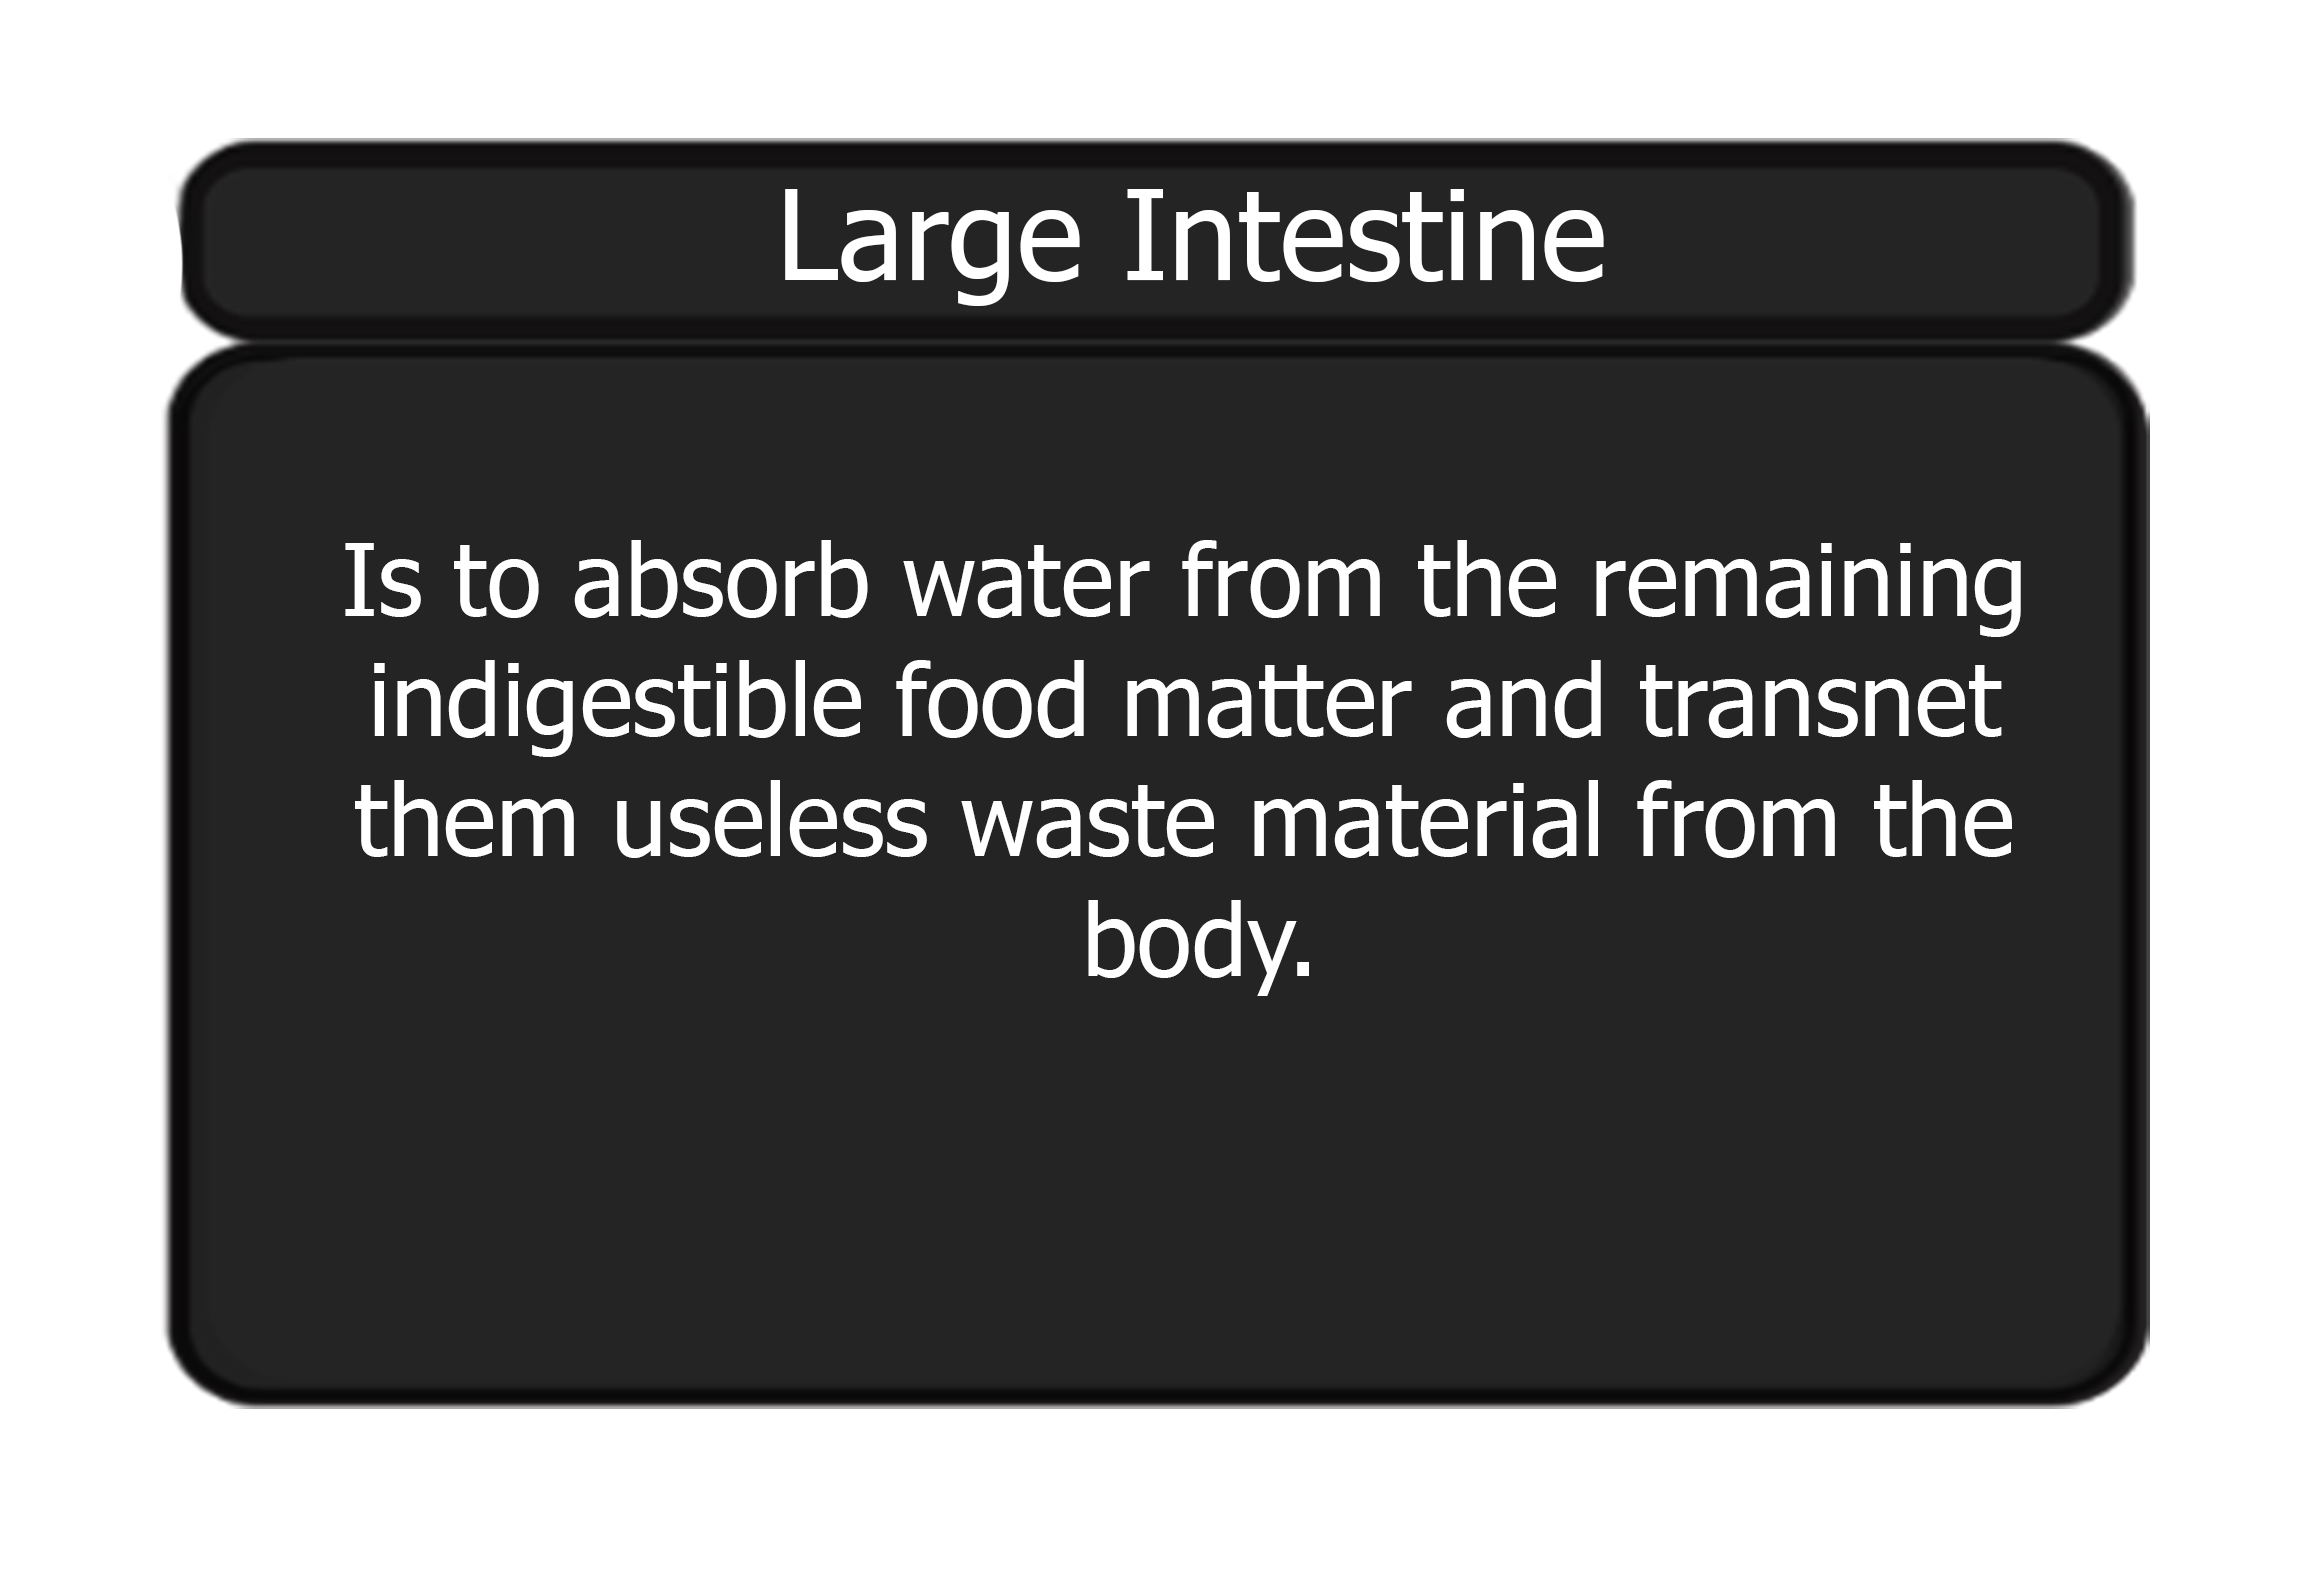 Large Intestine
Is to absorb water from the remaining
indigestible food matter and transnet
them useless waste material from the
body.